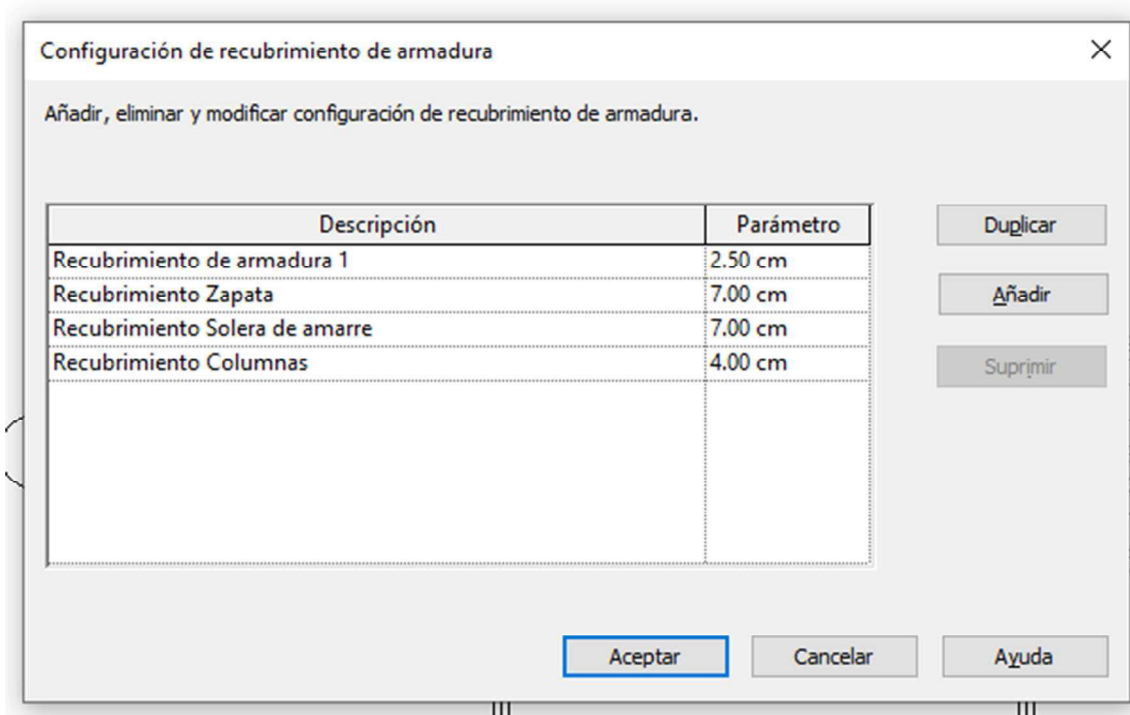 Configuración de recubrimiento de armadura
Añadir, eliminar y modificar configuración de recubrimiento de armadura.
Descripción Parámetro
Recubrimiento de armadura 1 2.50 cm
Recubrimiento Zapata 7.00 cm
Recubrimiento Solera de amarre 7.00 cm
Recubrimiento Columnas 4.00 cm
Duplicar
Añadir
Suprimir
Aceptar Cancelar Ayuda